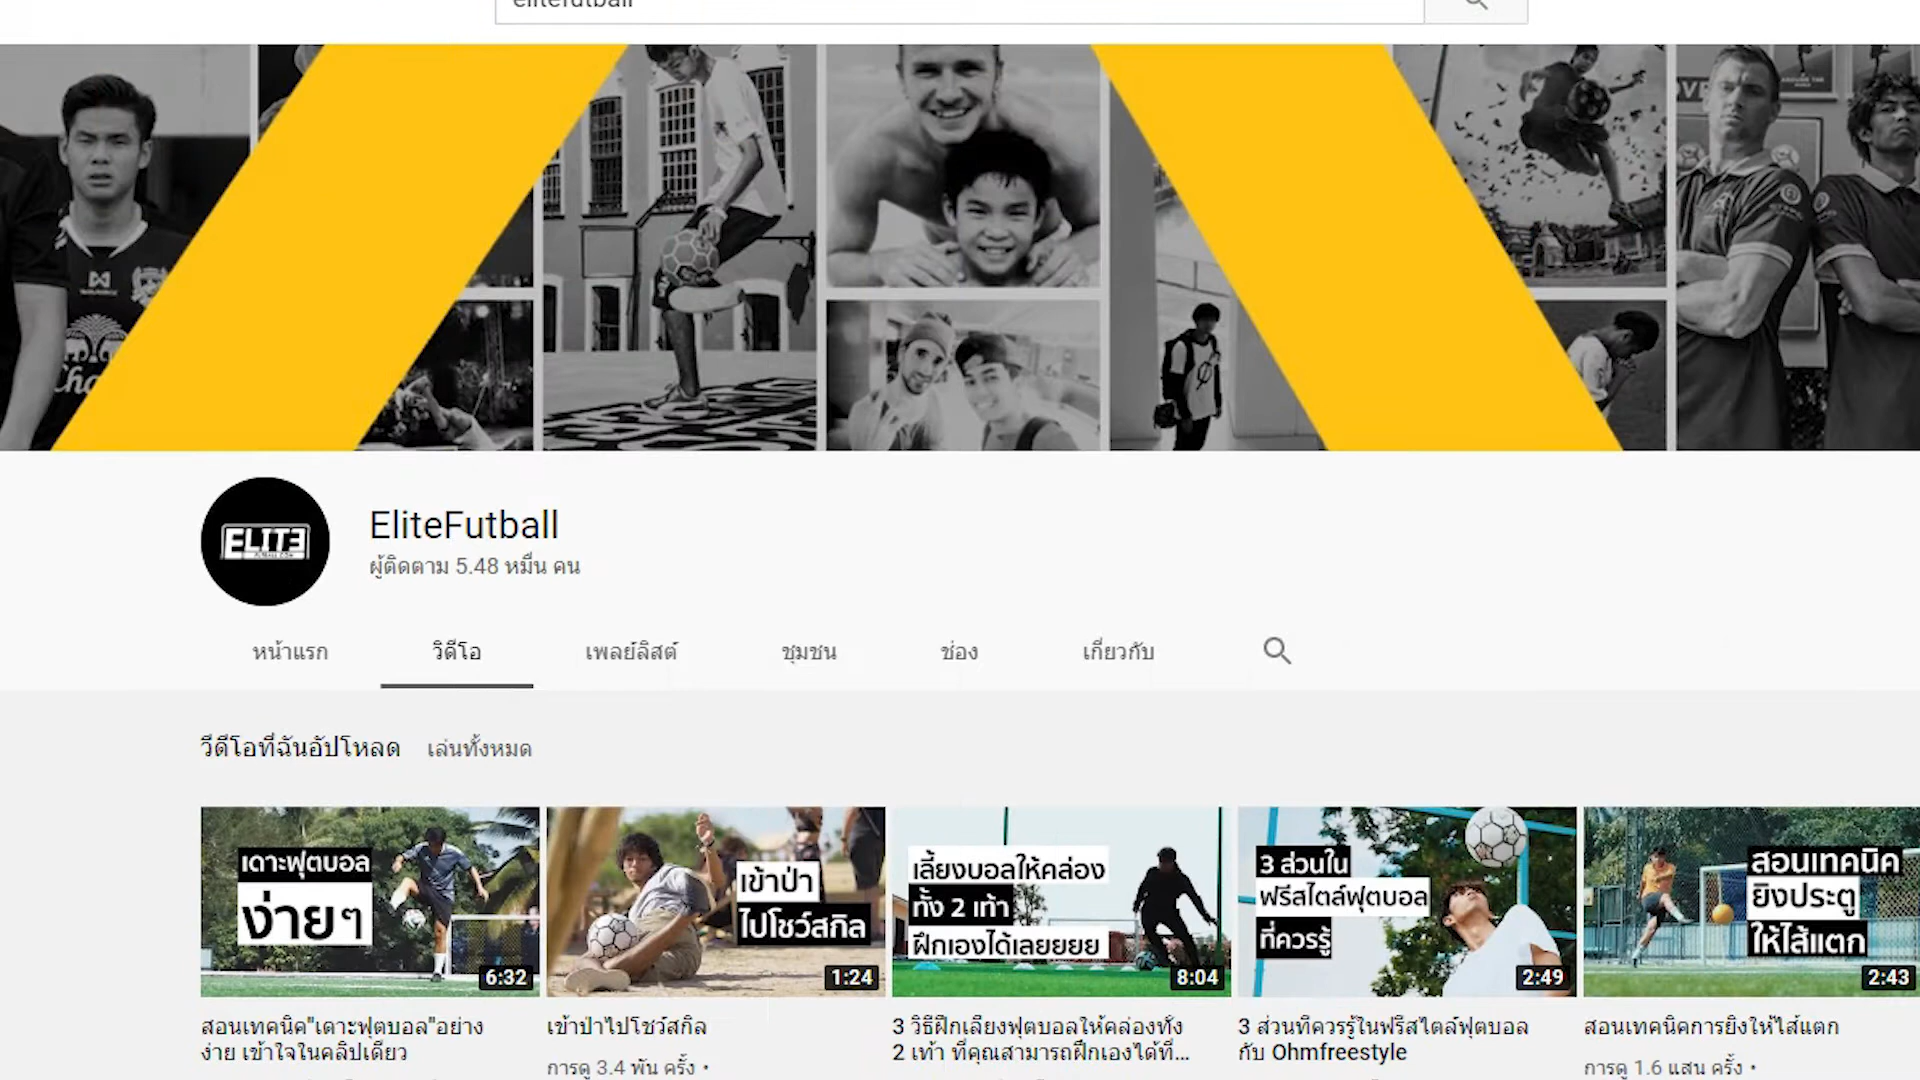 elitefutball
ELITE
EliteFutball
ผู้ติดตาม 5.48 หมื่น คน
หน้าแรก
วิดีโอ
เพลย์ลิสต์
ชุมชน
ช่อง
เกี่ยวกับ
วิดีโอที่ฉันอัปโหลด
เล่นทั้งหมด
เดาะฟุตบอล
ง่ายๆ
6:32
เข้าป่า
ไปโชว์สกิล
1:24
เลี้ยงบอลให้คล่อง
ทั้ง 2 เท้า
ฝึกเองได้เลยยยย
8:04
3 ส่วนใน
ฟรีสไตล์ฟุตบอล
ที่ควรรู้
2:49
สอนเทคนิค
ยิงประตู
ให้ไส้แตก
2:43
สอนเทคนิค"เดาะฟุตบอล"อย่าง
ง่าย เข้าใจในคลิปเดียว
เข้าป่าไปโชว์สกิล
การดู 3.4 พัน ครั้ง •
3 วิธีฝึกเลี้ยงฟุตบอลให้คล่องทั้ง
2 เท้า ที่คุณสามารถฝึกเองได้ที่...
3 ส่วนที่ควรรู้ในฟรีสไตล์ฟุตบอล
กับ Ohmfreestyle
สอนเทคนิคการยิงให้ไส้แตก
การดู 1.6 แสน ครั้ง •